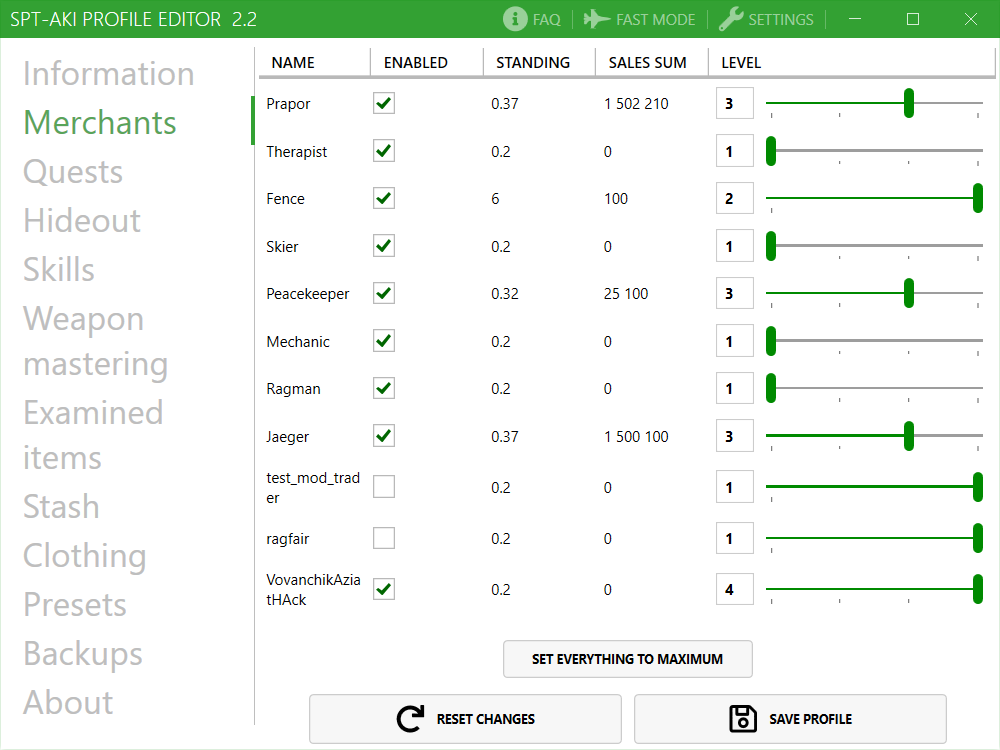 SPT-AKI PROFILE EDITOR 2.2
FAQ
FAST MODE
SETTINGS
Information
Merchants
Quests
Hideout
Skills
Weapon
mastering
Examined
items
Stash
Clothing
Presets
Backups
About
NAME ENABLED STANDING SALES SUM LEVEL
Prapor 0.37 1 502 210 3
Therapist 0.2 0 1
Fence 6 100 2
Skier 0.2 0 1
Peacekeeper 0.32 25 100 3
Mechanic 0.2 0 1
Ragman 0.2 0 1
Jaeger 0.37 1 500 100 3
test_mod_trad
er 0.2 0 1
ragfair 0.2 0 1
VovanchikAzia
tHAck 0.2 0 4
SET EVERYTHING TO MAXIMUM
RESET CHANGES
SAVE PROFILE